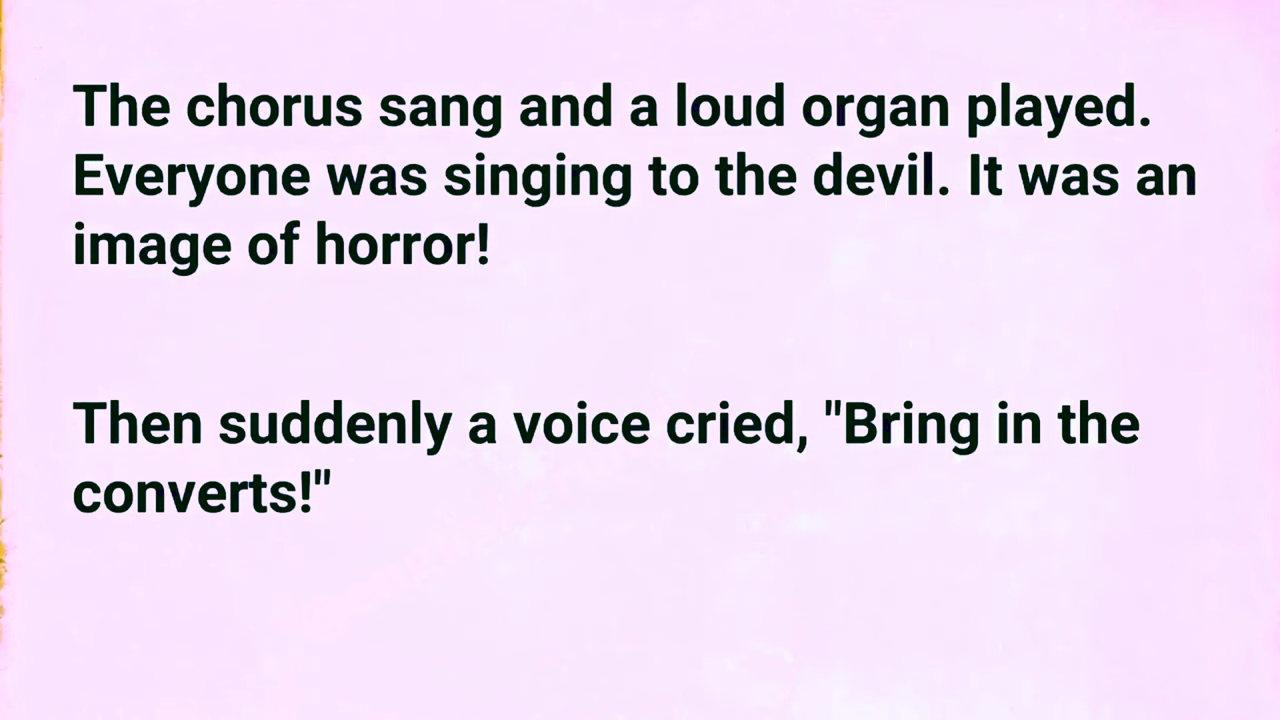 The chorus sang and a loud organ played.
Everyone was singing to the devil. It was an
image of horror!
Then suddenly a voice cried, "Bring in the
converts!"